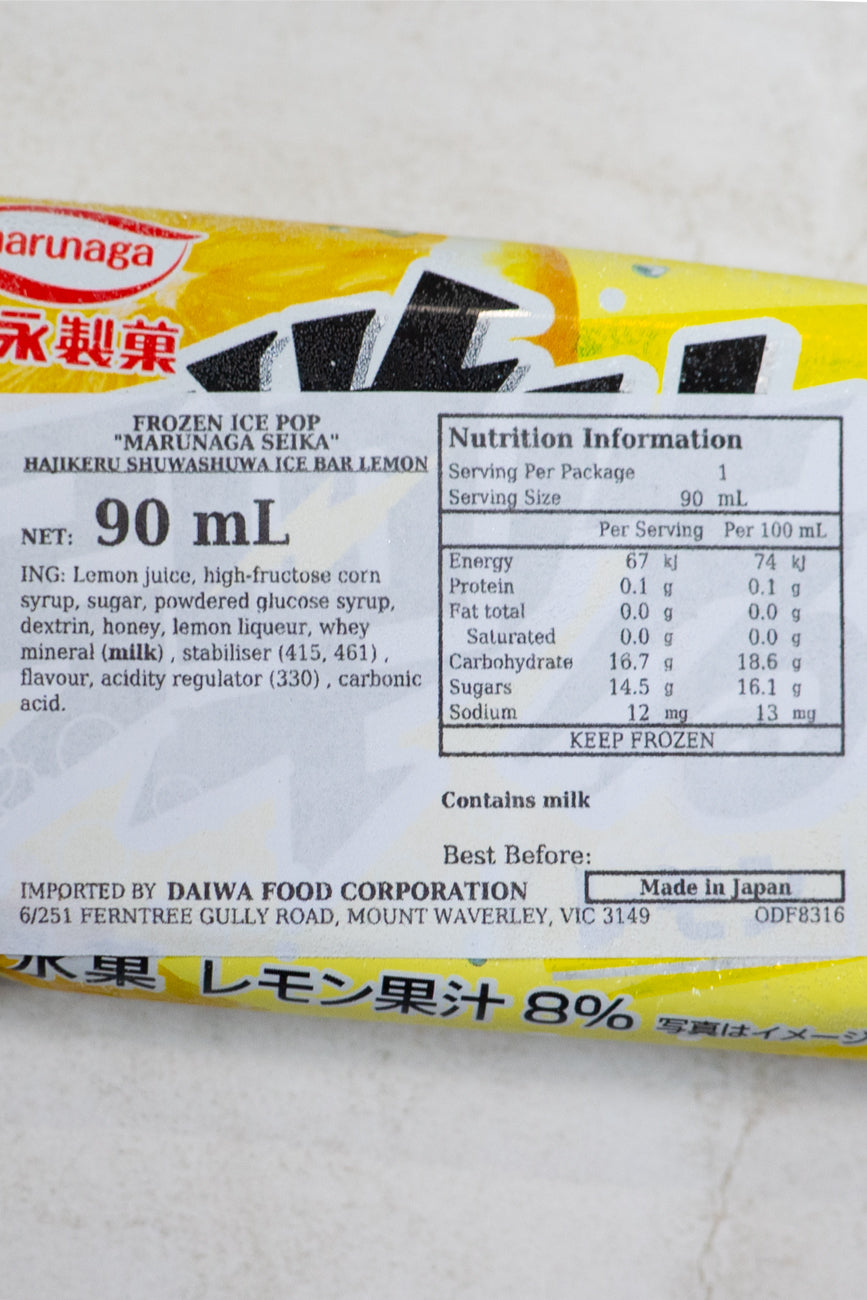 marunaga
永製菓
FROZEN ICE POP
"MARUNAGA SEIKA"
HAJIKERU SHUWASHUWA ICE BAR LEMON
NET: 90 mL
ING: Lemon juice, high-fructose corn
syrup, sugar, powdered glucose syrup,
dextrin, honey, lemon liqueur, whey
mineral (milk) , stabiliser (415, 461) ,
flavour, acidity regulator (330) , carbonic
acid.
Nutrition Information
Serving Per Package 1
Serving Size 90 mL
Per Serving Per 100 mL
Energy 67 kJ 74 kJ
Protein 0.1 g 0.1 g
Fat total 0.0 g 0.0 g
Saturated 0.0 g 0.0 g
Carbohydrate 16.7 g 18.6 g
Sugars 14.5 g 16.1 g
Sodium 12 mg 13 mg
KEEP FROZEN
Contains milk
Best Before:
IMPORTED BY DAIWA FOOD CORPORATION
Made in Japan
6/251 FERNTREE GULLY ROAD, MOUNT WAVERLEY, VIC 3149
ODF8316
氷菓 レモン果汁 8% 写真はイメージ